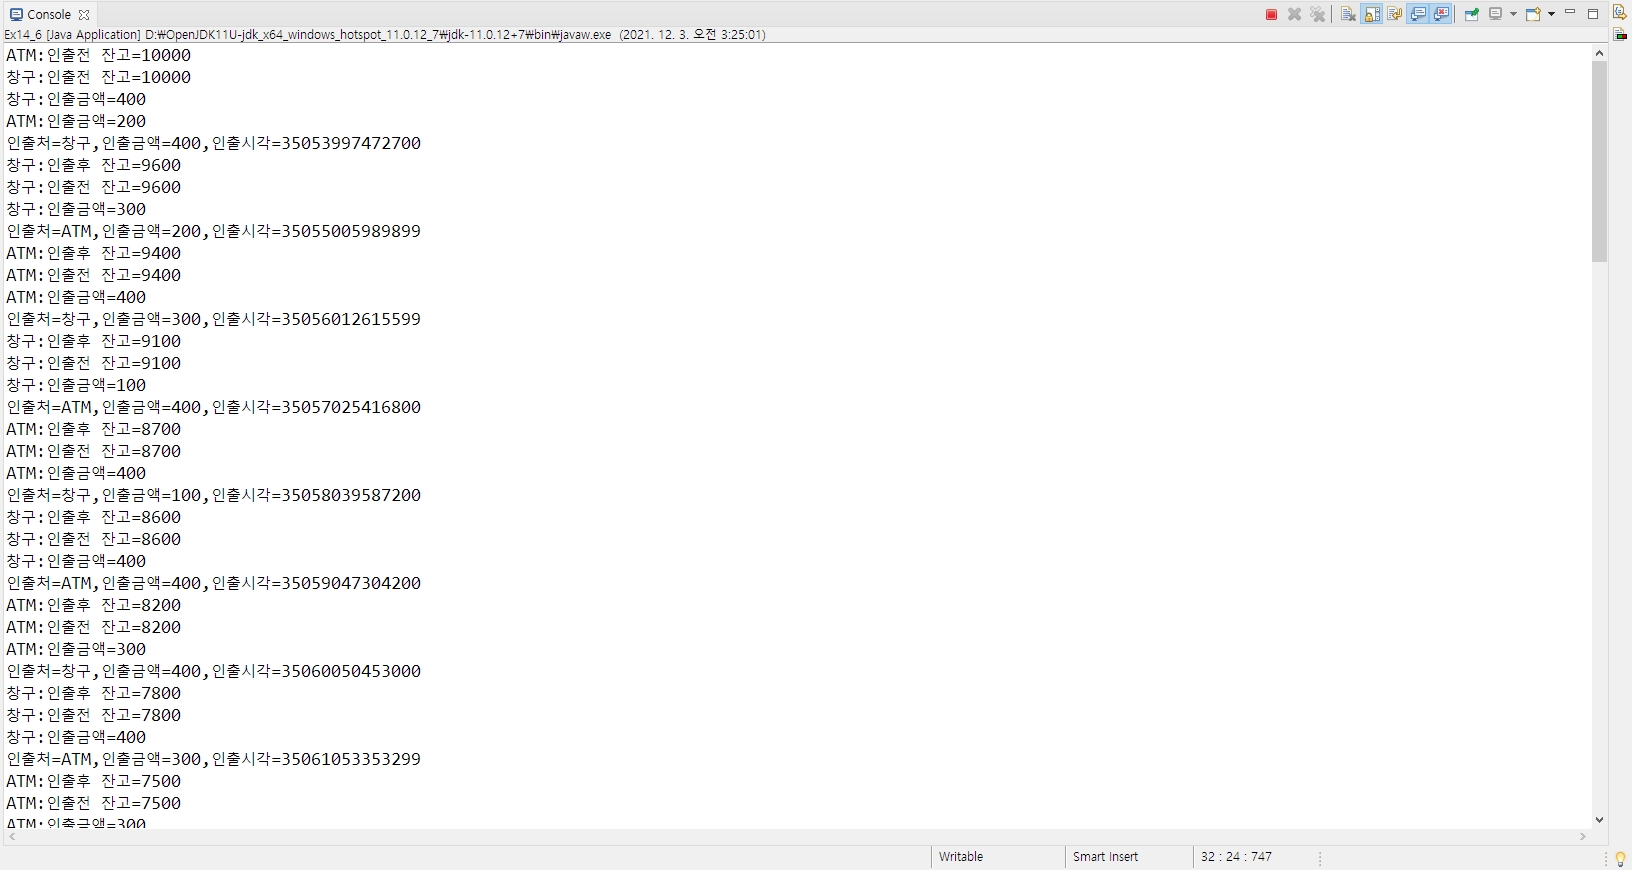 Console
Ex14_6 [Java Application] D:₩OpenJDK11U-jdk_x64_windows_hotspot_11.0.12_7₩jdk-11.0.12+7₩bin₩javaw.exe (2021. 12. 3. 오전 3:25:01)
ATM:인출전 잔고=10000
창구:인출전 잔고=10000
창구:인출금액=400
ATM:인출금액=200
인출처=창구,인출금액=400,인출시각=35053997472700
창구:인출후 잔고=9600
창구:인출전 잔고=9600
창구:인출금액=300
인출처=ATM,인출금액=200,인출시각=35055005989899
ATM:인출후 잔고=9400
ATM:인출전 잔고=9400
ATM:인출금액=400
인출처=창구,인출금액=300,인출시각=35056012615599
창구:인출후 잔고=9100
창구:인출전 잔고=9100
창구:인출금액=100
인출처=ATM,인출금액=400,인출시각=35057025416800
ATM:인출후 잔고=8700
ATM:인출전 잔고=8700
ATM:인출금액=400
인출처=창구,인출금액=100,인출시각=35058039587200
창구:인출후 잔고=8600
창구:인출전 잔고=8600
창구:인출금액=400
인출처=ATM,인출금액=400,인출시각=35059047304200
ATM:인출후 잔고=8200
ATM:인출전 잔고=8200
ATM:인출금액=300
인출처=창구,인출금액=400,인출시각=35060050453000
창구:인출후 잔고=7800
창구:인출전 잔고=7800
창구:인출금액=400
인출처=ATM,인출금액=300,인출시각=35061053353299
ATM:인출후 잔고=7500
ATM:인출전 잔고=7500
ATM:인출금액=300
Writable
Smart Insert
32 : 24 : 747